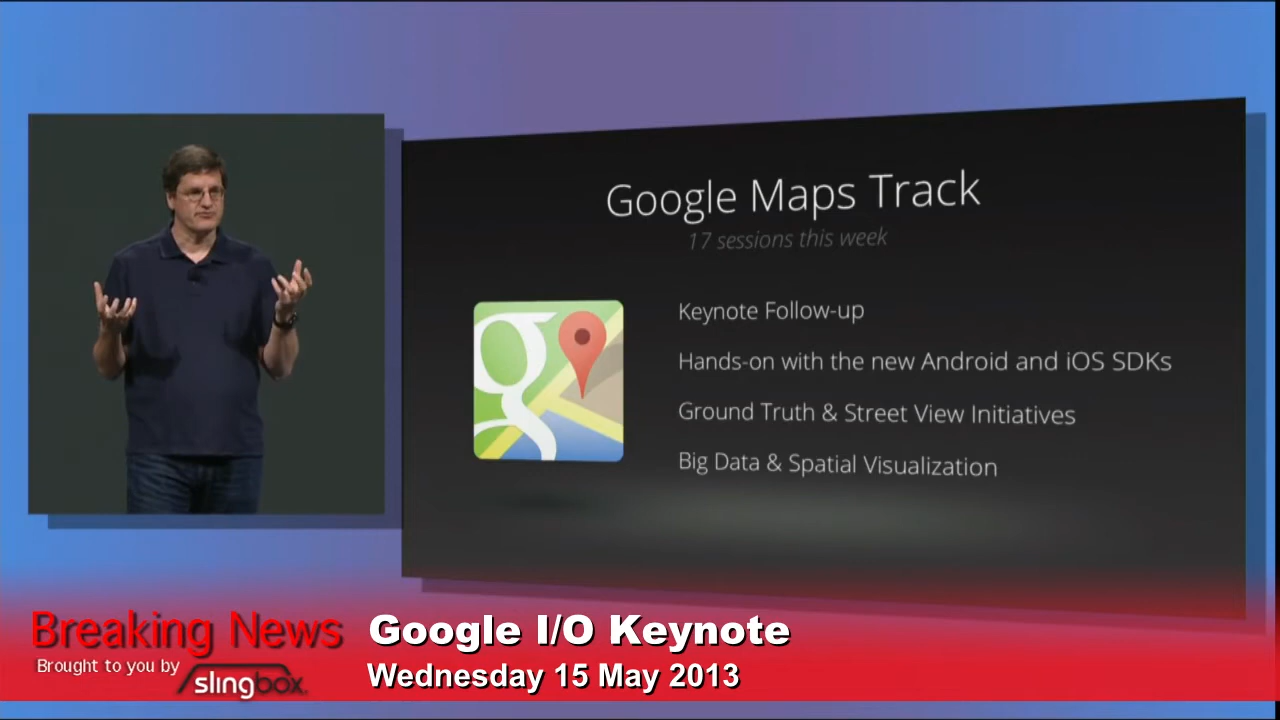 Google Maps Track
17 sessions this week
Keynote Follow-up
Hands-on with the new Android and iOS SDKs
Ground Truth & Street View Initiatives
Big Data & Spatial Visualization
Breaking News
Brought to you by
slingbox
Google I/O Keynote
Wednesday 15 May 2013